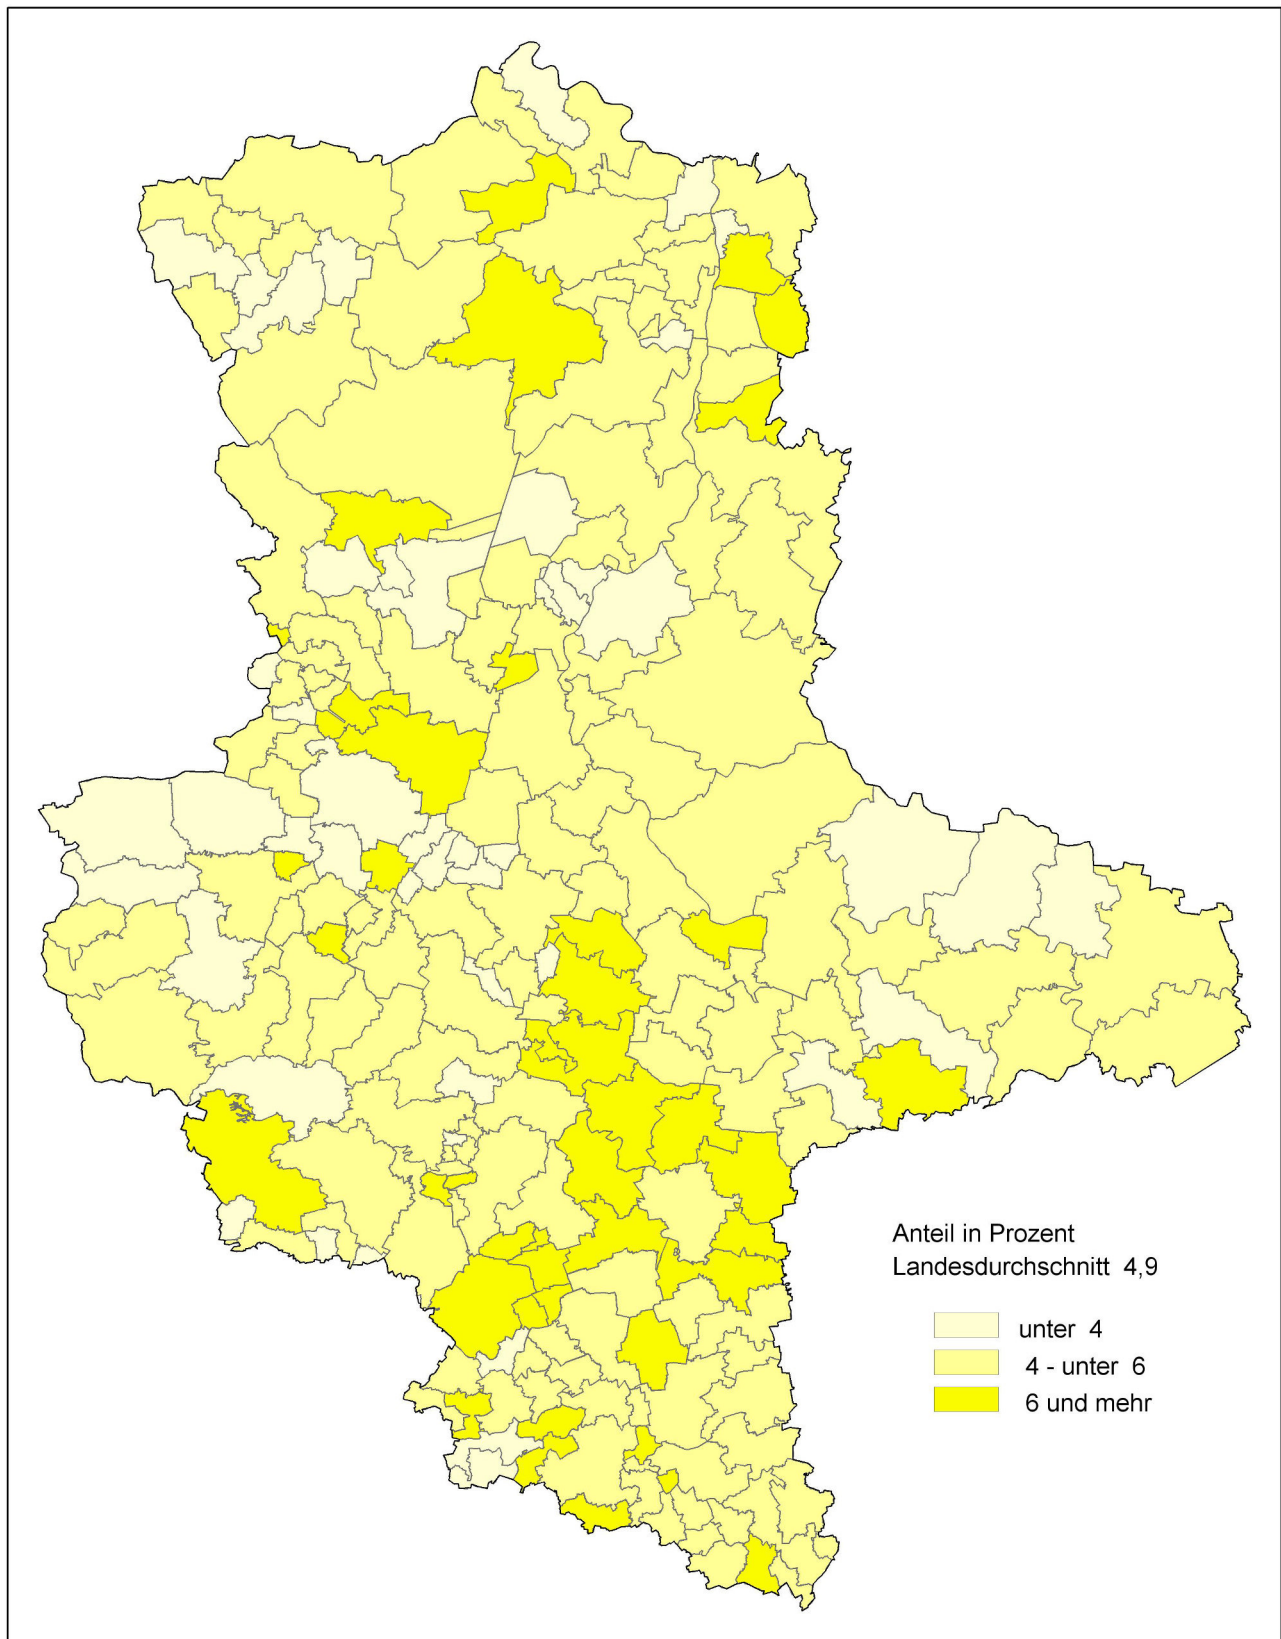 Anteil in Prozent
Landesdurchschnitt 4,9
unter 4
4 - unter 6
6 und mehr